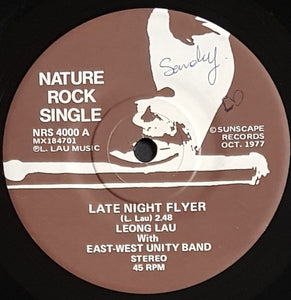 NATURE
ROCK
SINGLE
Sandy.
NRS 4000 A
MX184701
Ⓟ L. LAU MUSIC
© SUNSCAPE
RECORDS
OCT. 1977
LATE NIGHT FLYER
(L. Lau) 2.48
LEONG LAU
With
EAST-WEST UNITY BAND
STEREO
45 RPM